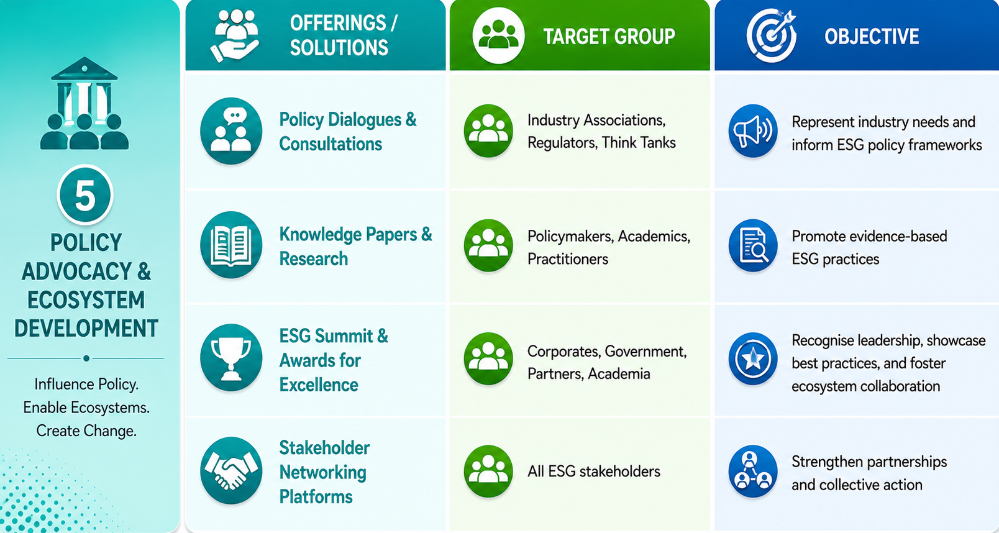 5
POLICY
ADVOCACY &
ECOSYSTEM
DEVELOPMENT
Influence Policy.
Enable Ecosystems.
Create Change.
OFFERINGS /
SOLUTIONS
TARGET GROUP
OBJECTIVE
Policy Dialogues &
Consultations
Industry Associations,
Regulators, Think Tanks
Represent industry needs and
inform ESG policy frameworks
Knowledge Papers &
Research
Policymakers, Academics,
Practitioners
Promote evidence-based
ESG practices
ESG Summit &
Awards for
Excellence
Corporates, Government,
Partners, Academia
Recognise leadership, showcase
best practices, and foster
ecosystem collaboration
Stakeholder
Networking
Platforms
All ESG stakeholders
Strengthen partnerships
and collective action